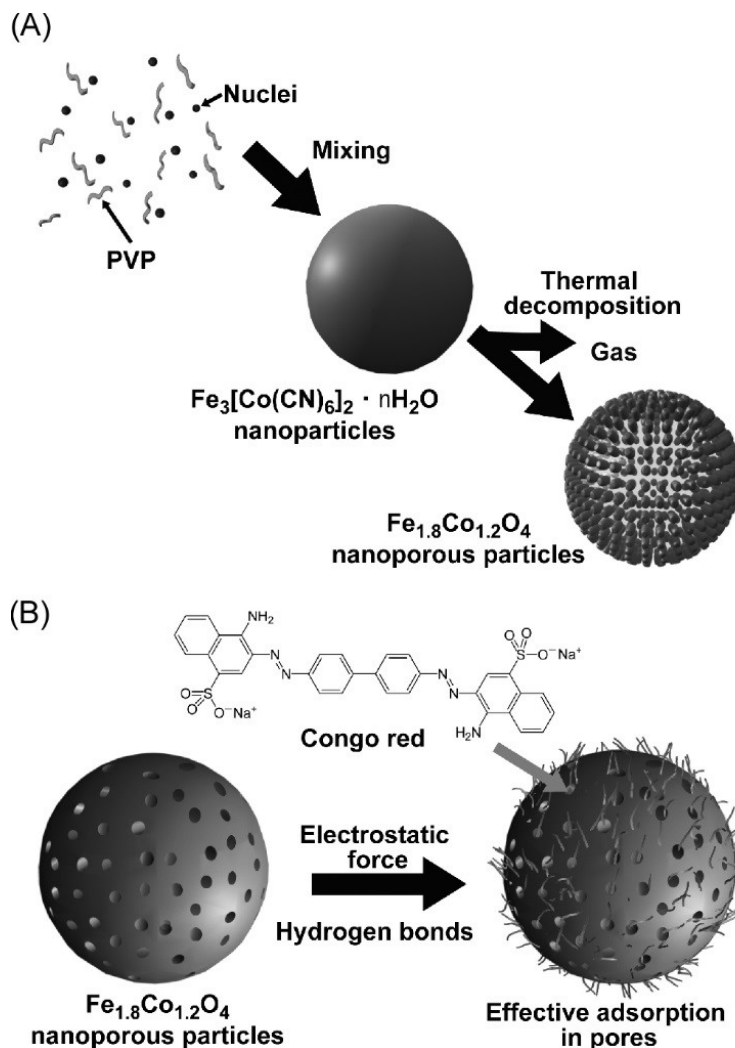 (A)
Nuclei
Mixing
PVP
Thermal
decomposition
Gas
Fe₃[Co(CN)₆]₂ · nH₂O
nanoparticles
Fe₁.₈Co₁.₂O₄
nanoporous particles
(B)
NH₂
N
N
O
S
O
O⁻Na⁺
O
S
O
O⁻Na⁺
N
N
H₂N
Congo red
Electrostatic
force
Hydrogen bonds
Fe₁.₈Co₁.₂O₄
nanoporous particles
Effective adsorption
in pores